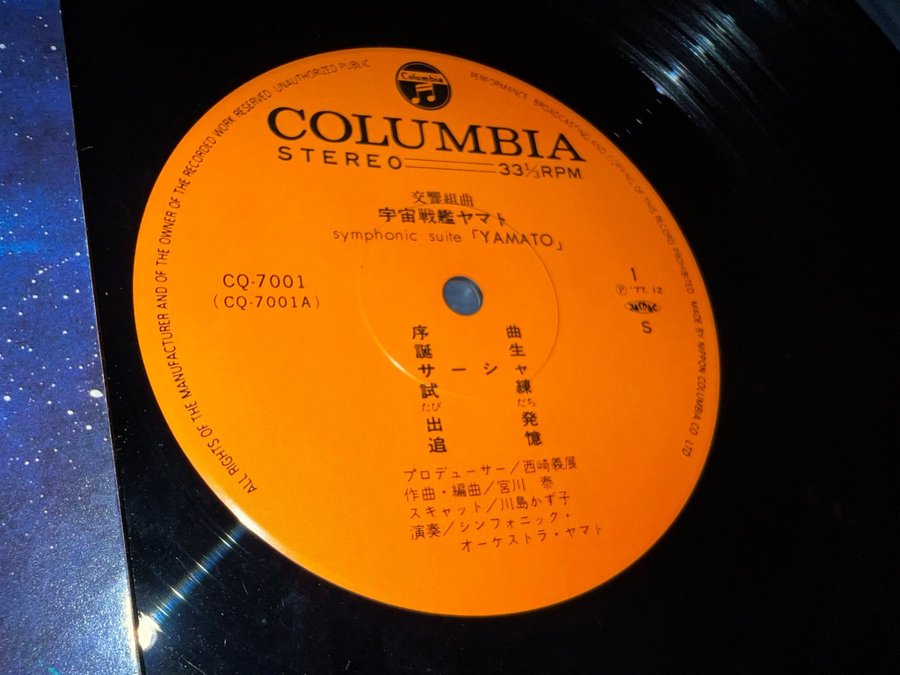 Columbia
COLUMBIA
STEREO 33⅓RPM
交響組曲
宇宙戦艦ヤマト
symphonic suite「YAMATO」
CQ-7001
(CQ-7001A)
1
Ⓟ '77. 12
JASRAC
S
序曲
誕生
サーシャ
試練
たびだち
出発
追憶
プロデューサー/西崎義展
作曲・編曲/宮川 泰
スキャット/川島かず子
演奏/シンフォニック・
オーケストラ・ヤマト
ALL RIGHTS OF THE MANUFACTURER AND OF THE OWNER OF THE RECORDED WORK RESERVED UNAUTHORIZED PUBLIC PERFORMANCE BROADCASTING AND COPYING OF THIS RECORD PROHIBITED MADE BY NIPPON COLUMBIA CO LTD